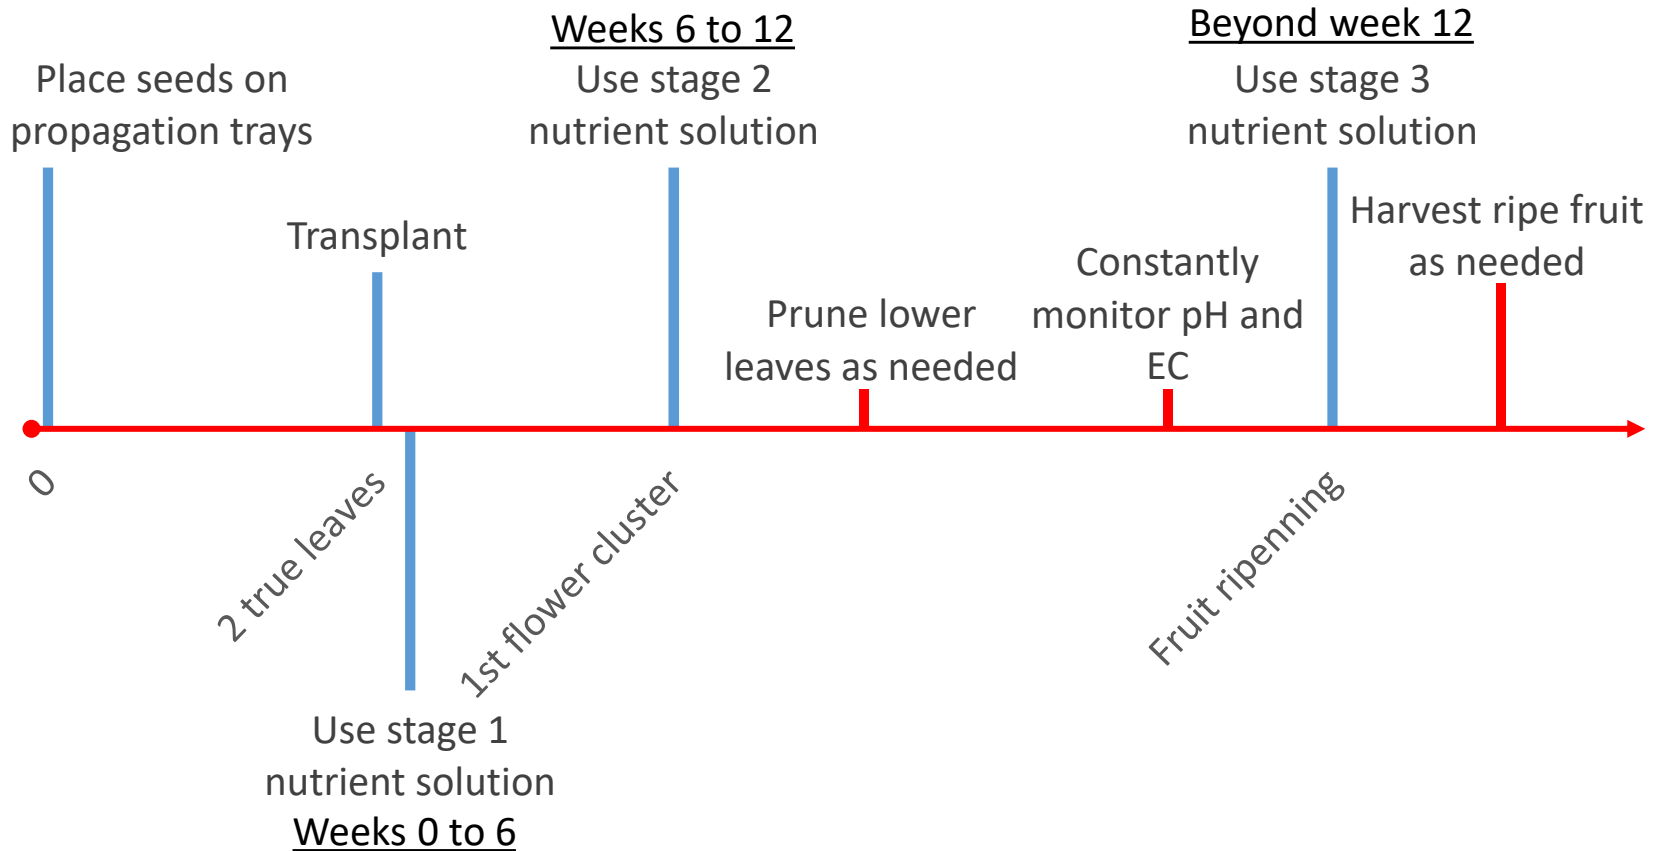 Weeks 6 to 12
Beyond week 12
Place seeds on
propagation trays
Use stage 2
nutrient solution
Use stage 3
nutrient solution
Transplant
Harvest ripe fruit
as needed
Prune lower
leaves as needed
Constantly
monitor pH and
EC
0
2 true leaves
1st flower cluster
Fruit ripenning
Use stage 1
nutrient solution
Weeks 0 to 6